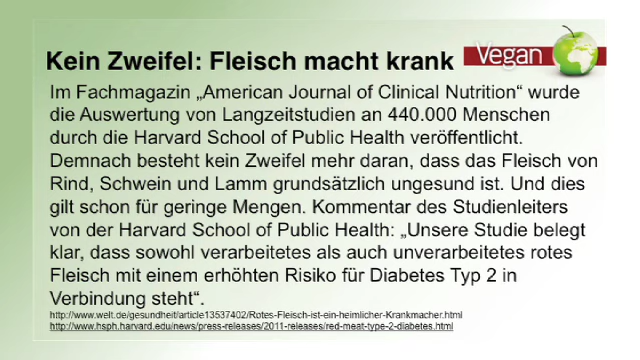 Kein Zweifel: Fleisch macht krank
Vegan
Im Fachmagazin „American Journal of Clinical Nutrition“ wurde
die Auswertung von Langzeitstudien an 440.000 Menschen
durch die Harvard School of Public Health veröffentlicht.
Demnach besteht kein Zweifel mehr daran, dass das Fleisch von
Rind, Schwein und Lamm grundsätzlich ungesund ist. Und dies
gilt schon für geringe Mengen. Kommentar des Studienleiters
von der Harvard School of Public Health: „Unsere Studie belegt
klar, dass sowohl verarbeitetes als auch unverarbeitetes rotes
Fleisch mit einem erhöhten Risiko für Diabetes Typ 2 in
Verbindung steht“.
http://www.welt.de/gesundheit/article13537402/Rotes-Fleisch-ist-ein-heimlicher-Krankmacher.html
http://www.hsph.harvard.edu/news/press-releases/2011-releases/red-meat-type-2-diabetes.html